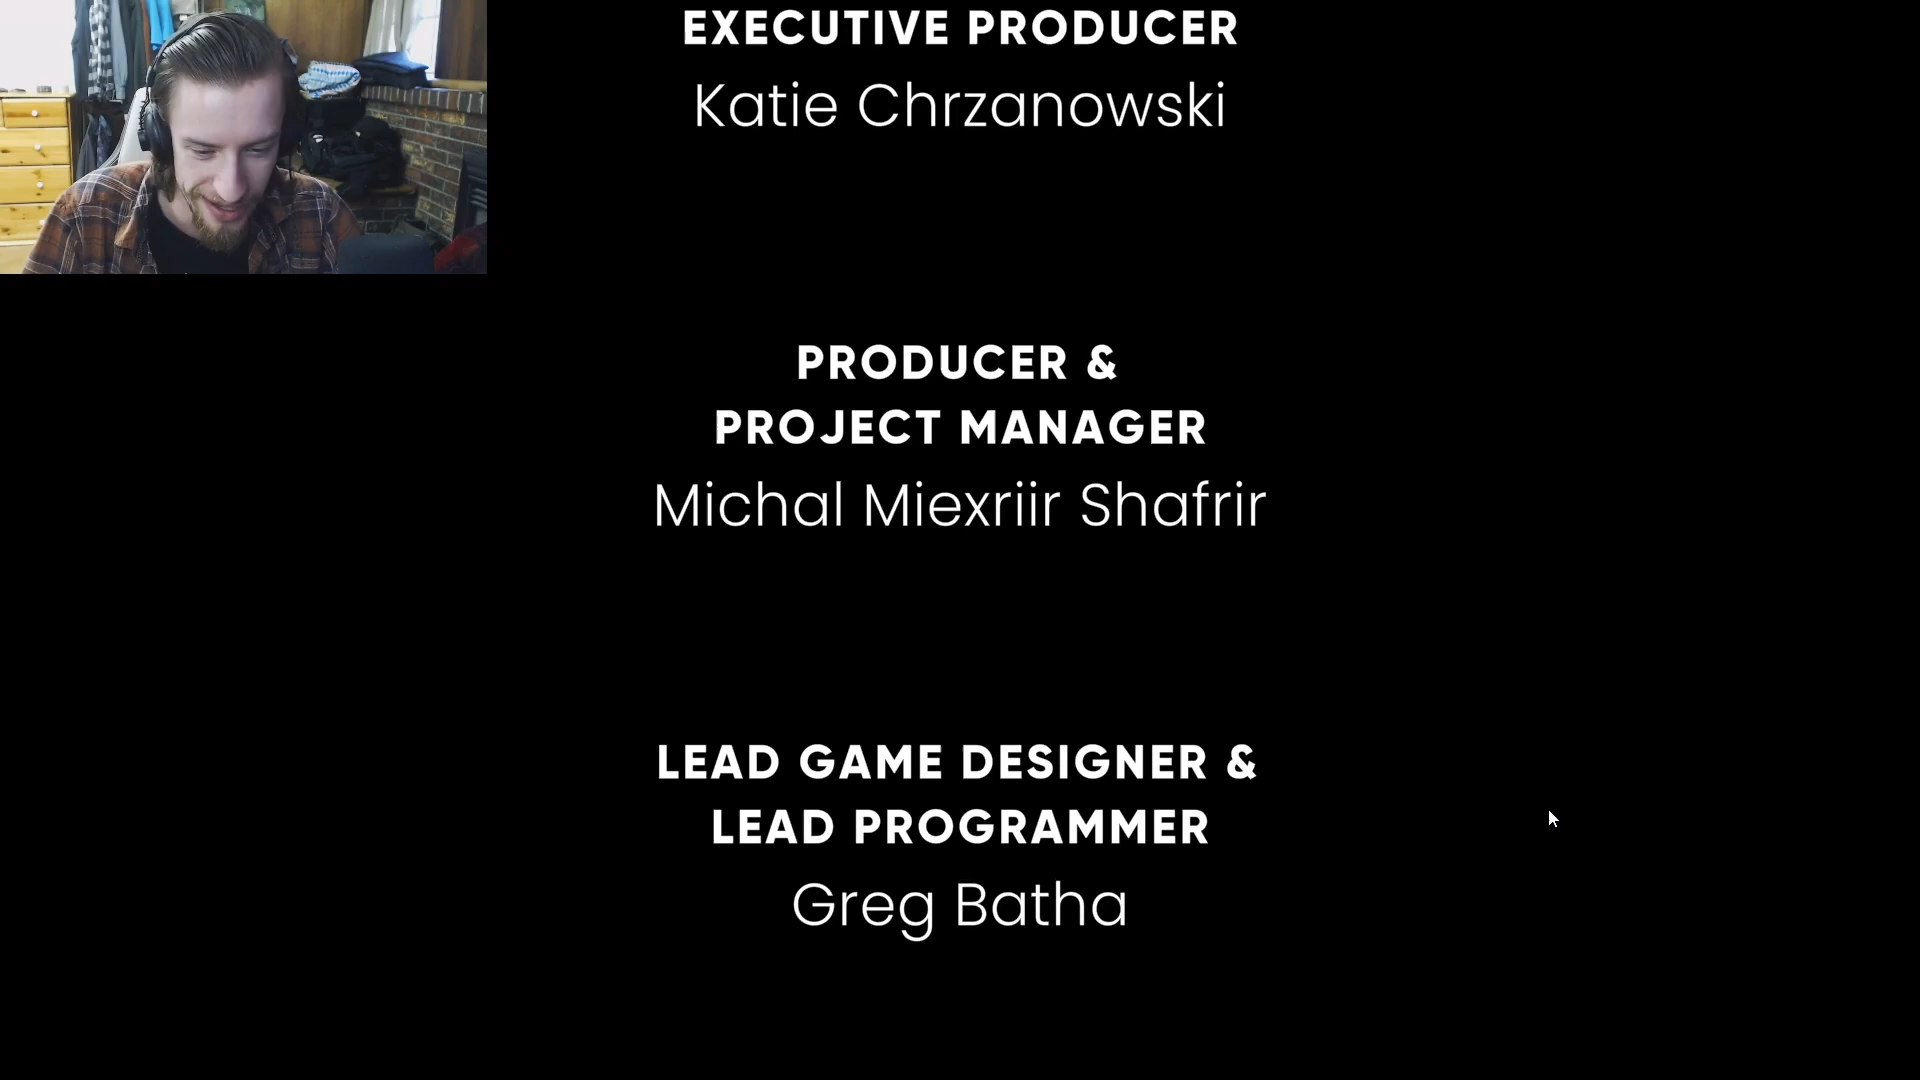 EXECUTIVE PRODUCER
Katie Chrzanowski
PRODUCER &
PROJECT MANAGER
Michal Miexriir Shafrir
LEAD GAME DESIGNER &
LEAD PROGRAMMER
Greg Batha